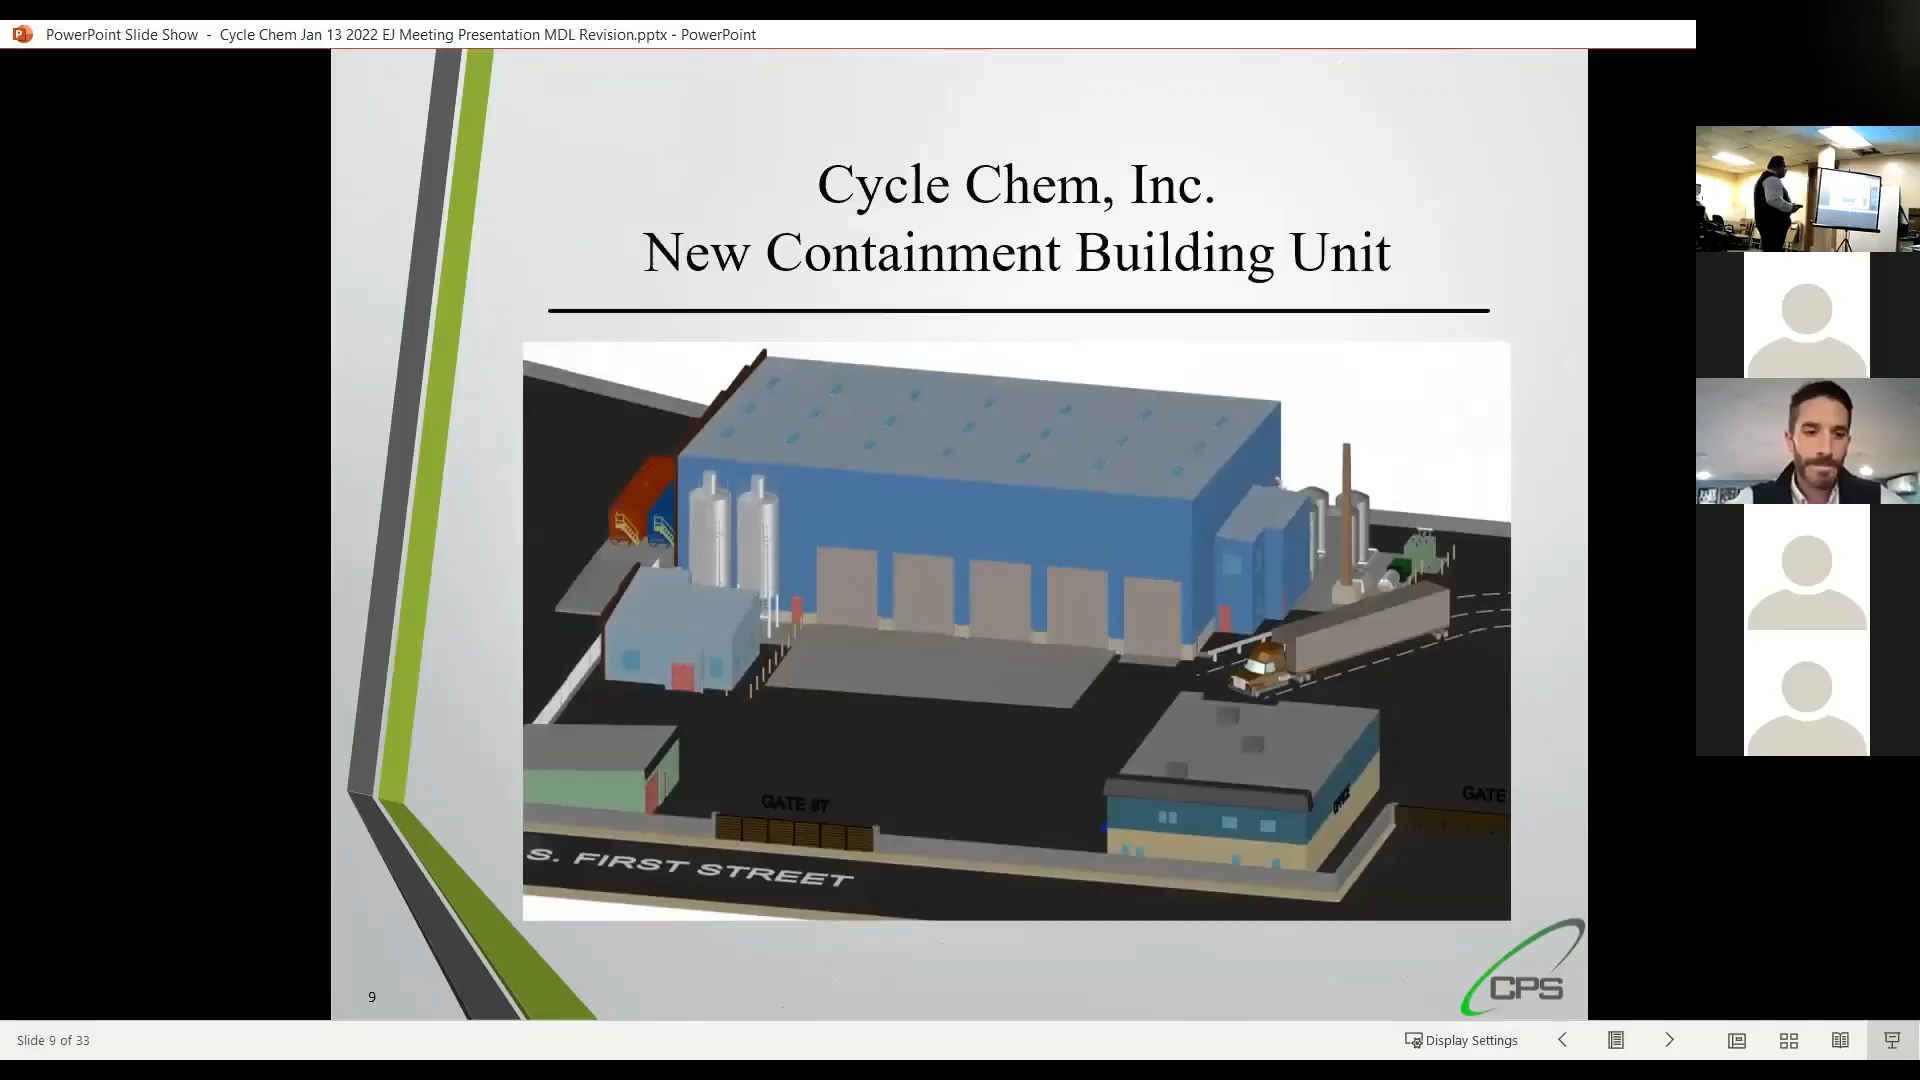 PowerPoint Slide Show - Cycle Chem Jan 13 2022 EJ Meeting Presentation MDL Revision.pptx - PowerPoint
Cycle Chem, Inc.
New Containment Building Unit
GATE #7
OFFICE
GATE
S. FIRST STREET
CPS
9
Slide 9 of 33
Display Settings